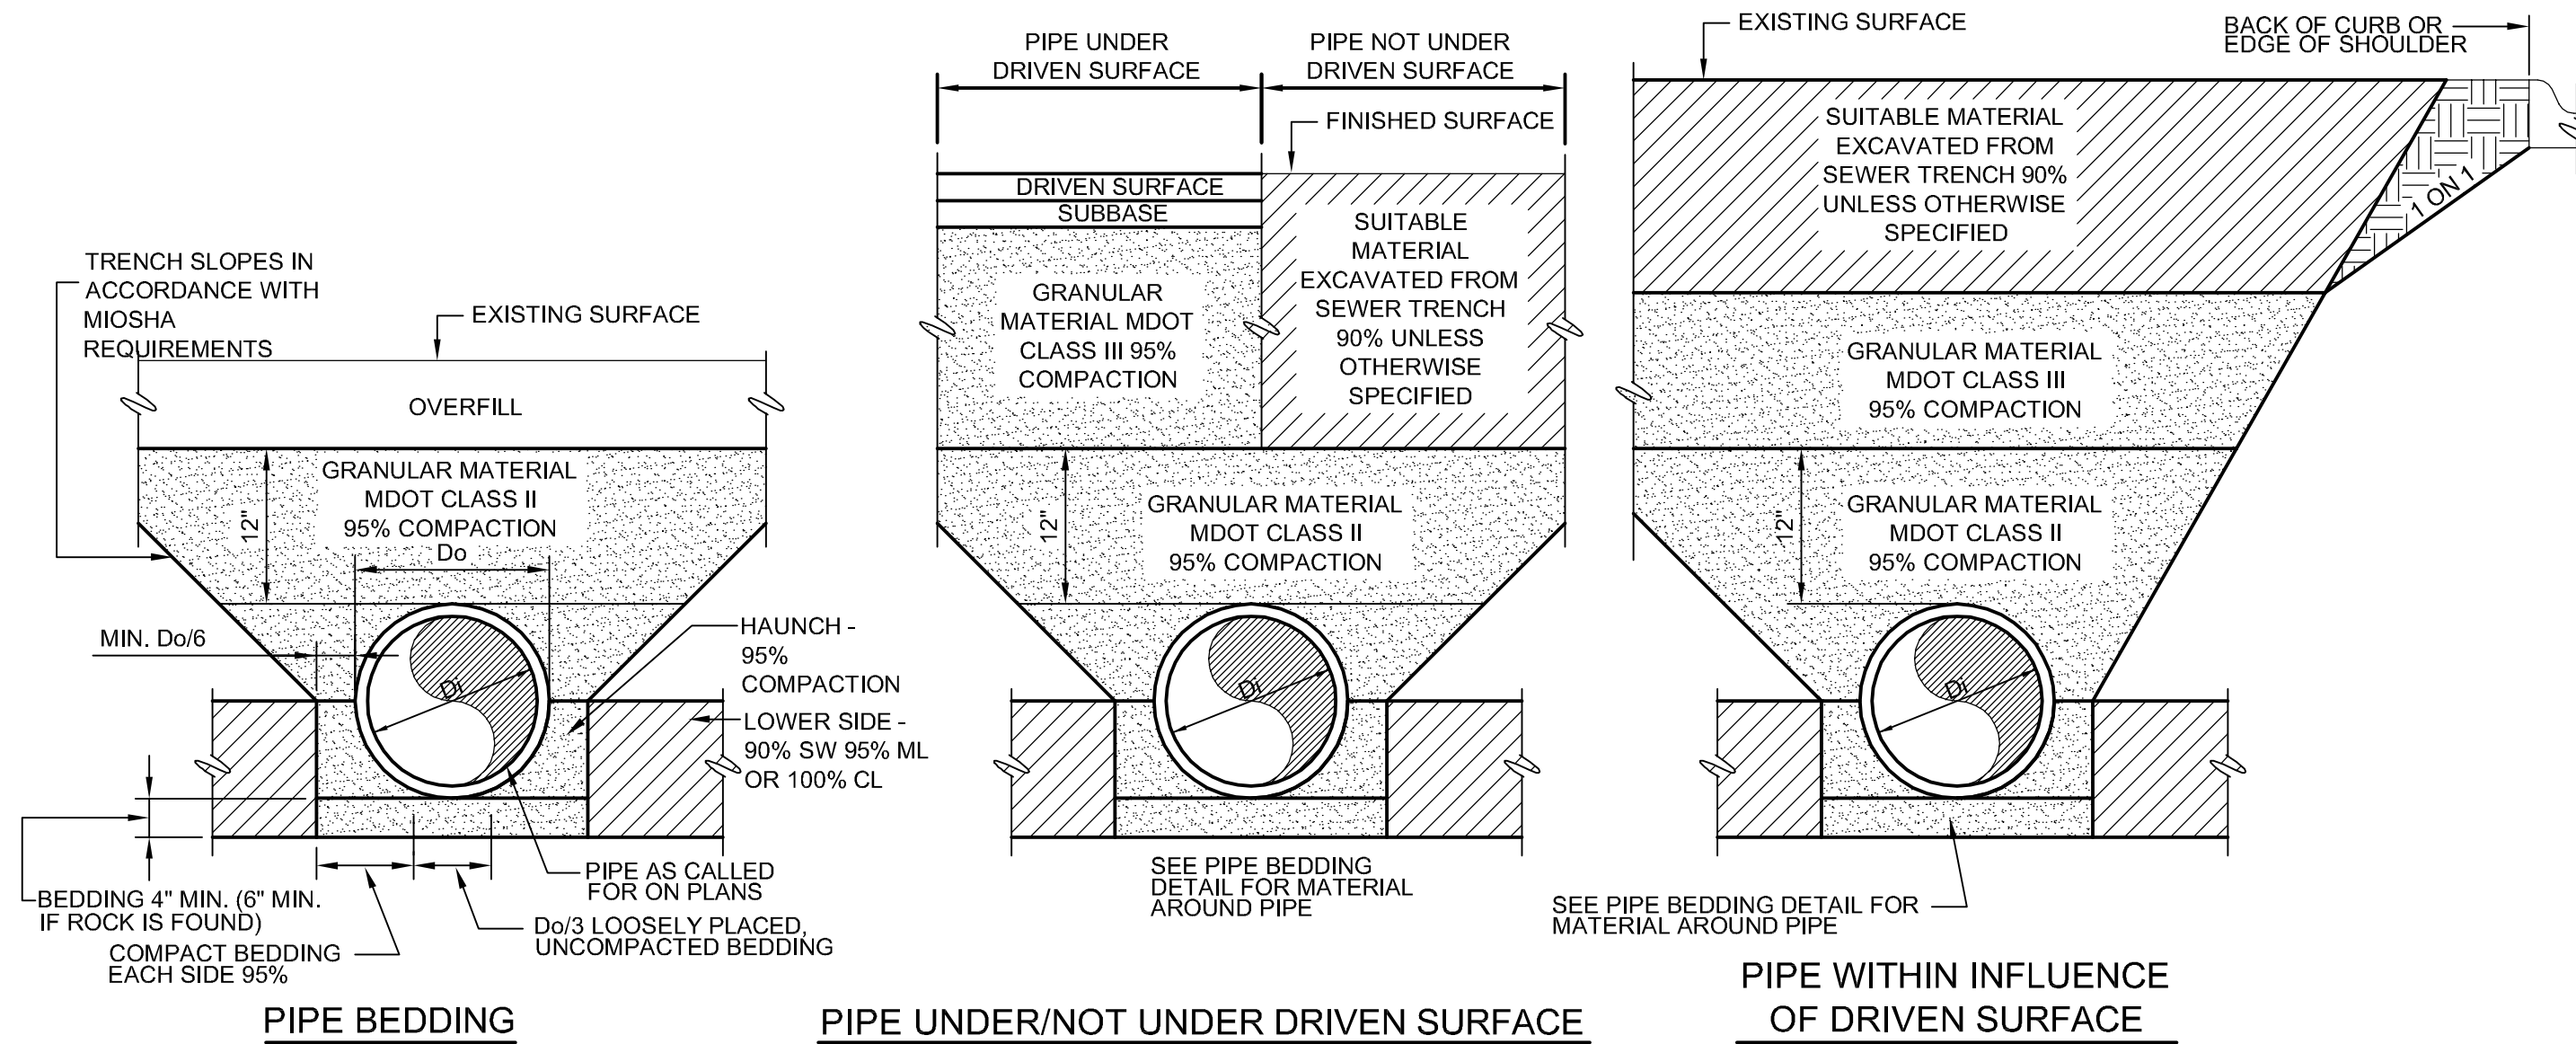 TRENCH SLOPES IN
ACCORDANCE WITH
MIOSHA
REQUIREMENTS
EXISTING SURFACE
OVERFILL
GRANULAR MATERIAL
MDOT CLASS II
95% COMPACTION
12"
Do
MIN. Do/6
Di
HAUNCH -
95%
COMPACTION
LOWER SIDE -
90% SW 95% ML
OR 100% CL
BEDDING 4" MIN. (6" MIN.
IF ROCK IS FOUND)
COMPACT BEDDING
EACH SIDE 95%
PIPE AS CALLED
FOR ON PLANS
Do/3 LOOSELY PLACED,
UNCOMPACTED BEDDING
PIPE BEDDING
PIPE UNDER
DRIVEN SURFACE
PIPE NOT UNDER
DRIVEN SURFACE
FINISHED SURFACE
DRIVEN SURFACE
SUBBASE
GRANULAR
MATERIAL MDOT
CLASS III 95%
COMPACTION
SUITABLE
MATERIAL
EXCAVATED FROM
SEWER TRENCH
90% UNLESS
OTHERWISE
SPECIFIED
12"
GRANULAR MATERIAL
MDOT CLASS II
95% COMPACTION
Di
SEE PIPE BEDDING
DETAIL FOR MATERIAL
AROUND PIPE
PIPE UNDER/NOT UNDER DRIVEN SURFACE
EXISTING SURFACE
BACK OF CURB OR
EDGE OF SHOULDER
SUITABLE MATERIAL
EXCAVATED FROM
SEWER TRENCH 90%
UNLESS OTHERWISE
SPECIFIED
1 ON 1
GRANULAR MATERIAL
MDOT CLASS III
95% COMPACTION
12"
GRANULAR MATERIAL
MDOT CLASS II
95% COMPACTION
Di
SEE PIPE BEDDING DETAIL FOR
MATERIAL AROUND PIPE
PIPE WITHIN INFLUENCE
OF DRIVEN SURFACE